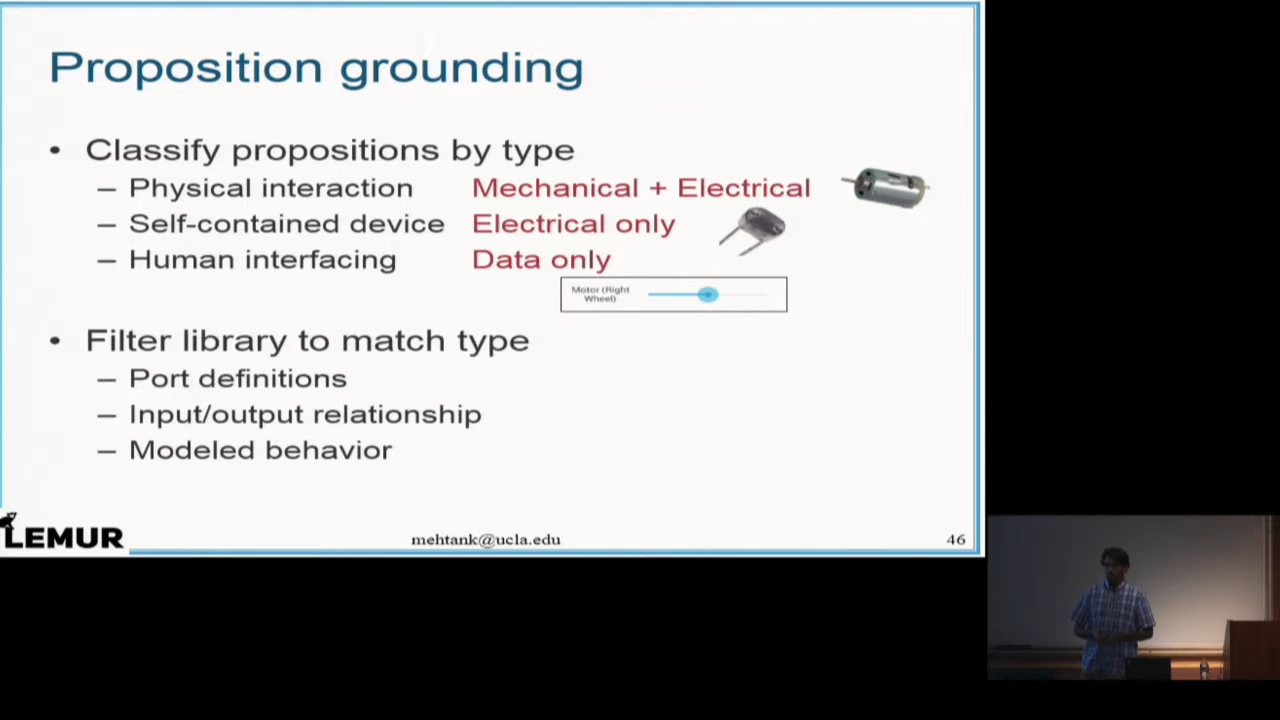 Proposition grounding
• Classify propositions by type
– Physical interaction Mechanical + Electrical
– Self-contained device Electrical only
– Human interfacing Data only
Motor (Right
Wheel)
• Filter library to match type
– Port definitions
– Input/output relationship
– Modeled behavior
LEMUR mehtank@ucla.edu 46